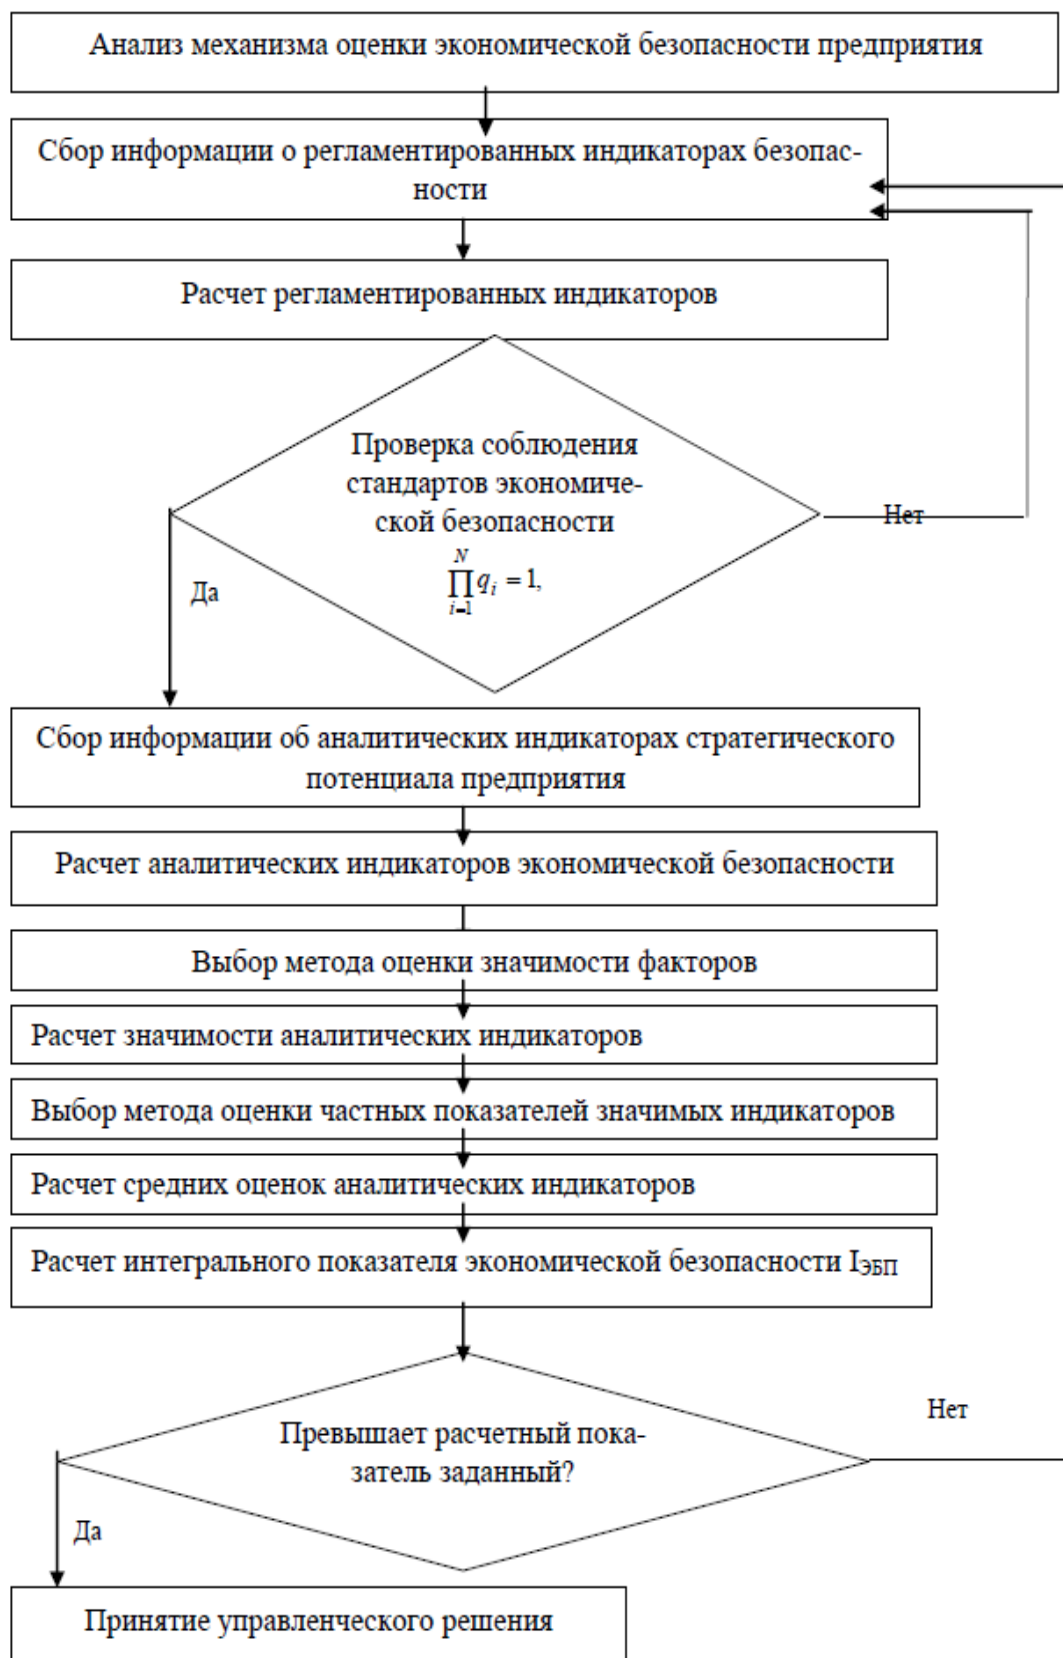 Анализ механизма оценки экономической безопасности предприятия
Сбор информации о регламентированных индикаторах безопас-
ности
Расчет регламентированных индикаторов
Проверка соблюдения
стандартов экономиче-
ской безопасности
N
∏ q_i = 1,
i=1
Нет
Да
Сбор информации об аналитических индикаторах стратегического
потенциала предприятия
Расчет аналитических индикаторов экономической безопасности
Выбор метода оценки значимости факторов
Расчет значимости аналитических индикаторов
Выбор метода оценки частных показателей значимых индикаторов
Расчет средних оценок аналитических индикаторов
Расчет интегрального показателя экономической безопасности IЭБП
Нет
Превышает расчетный пока-
затель заданный?
Да
Принятие управленческого решения